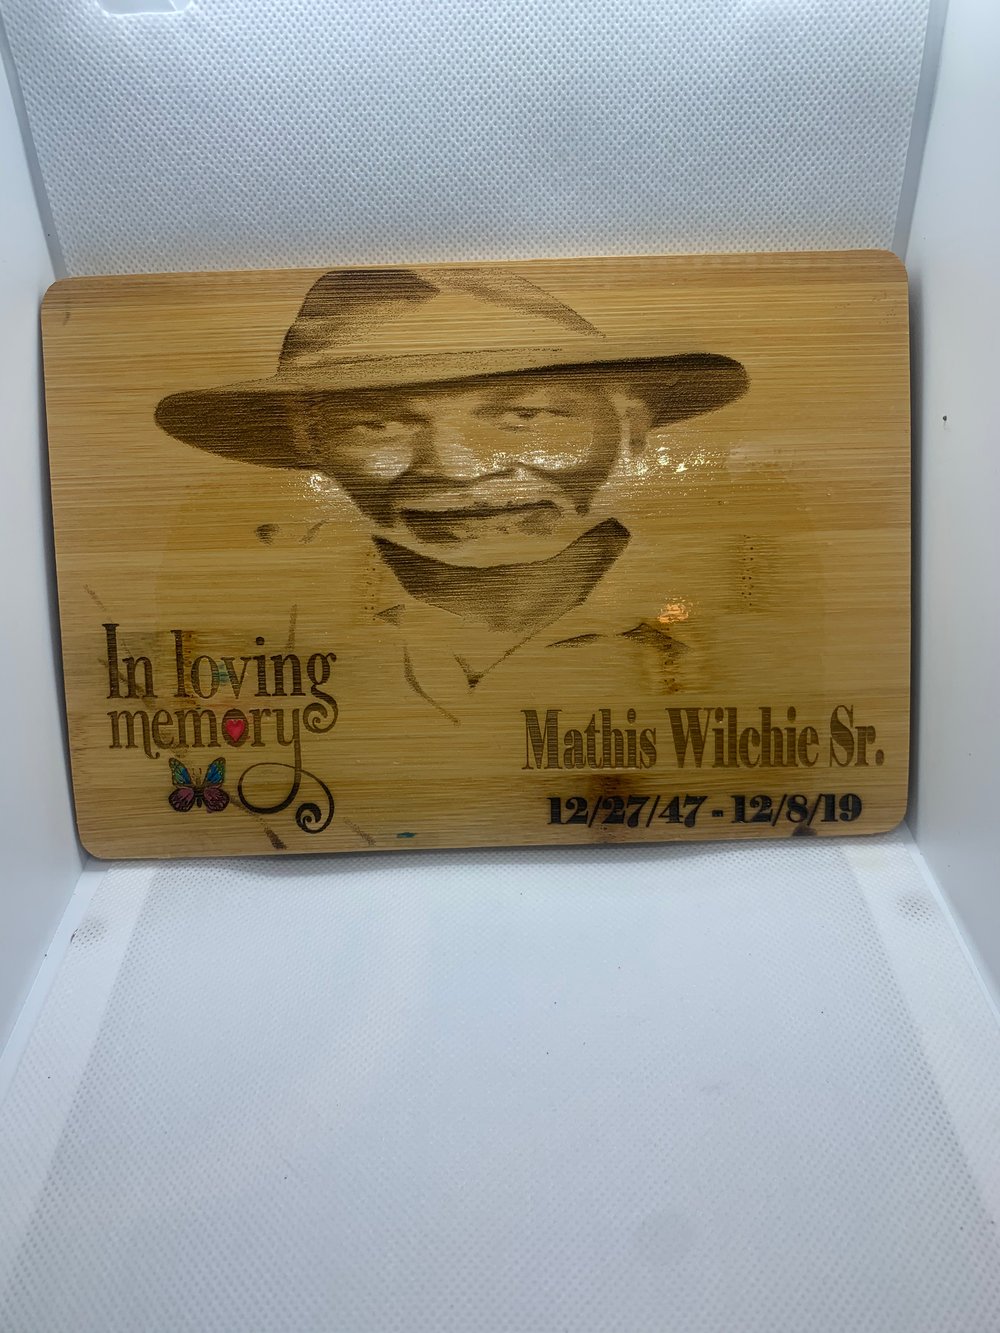 In loving
memory
Mathis Wilchie Sr.
12/27/47 - 12/8/19